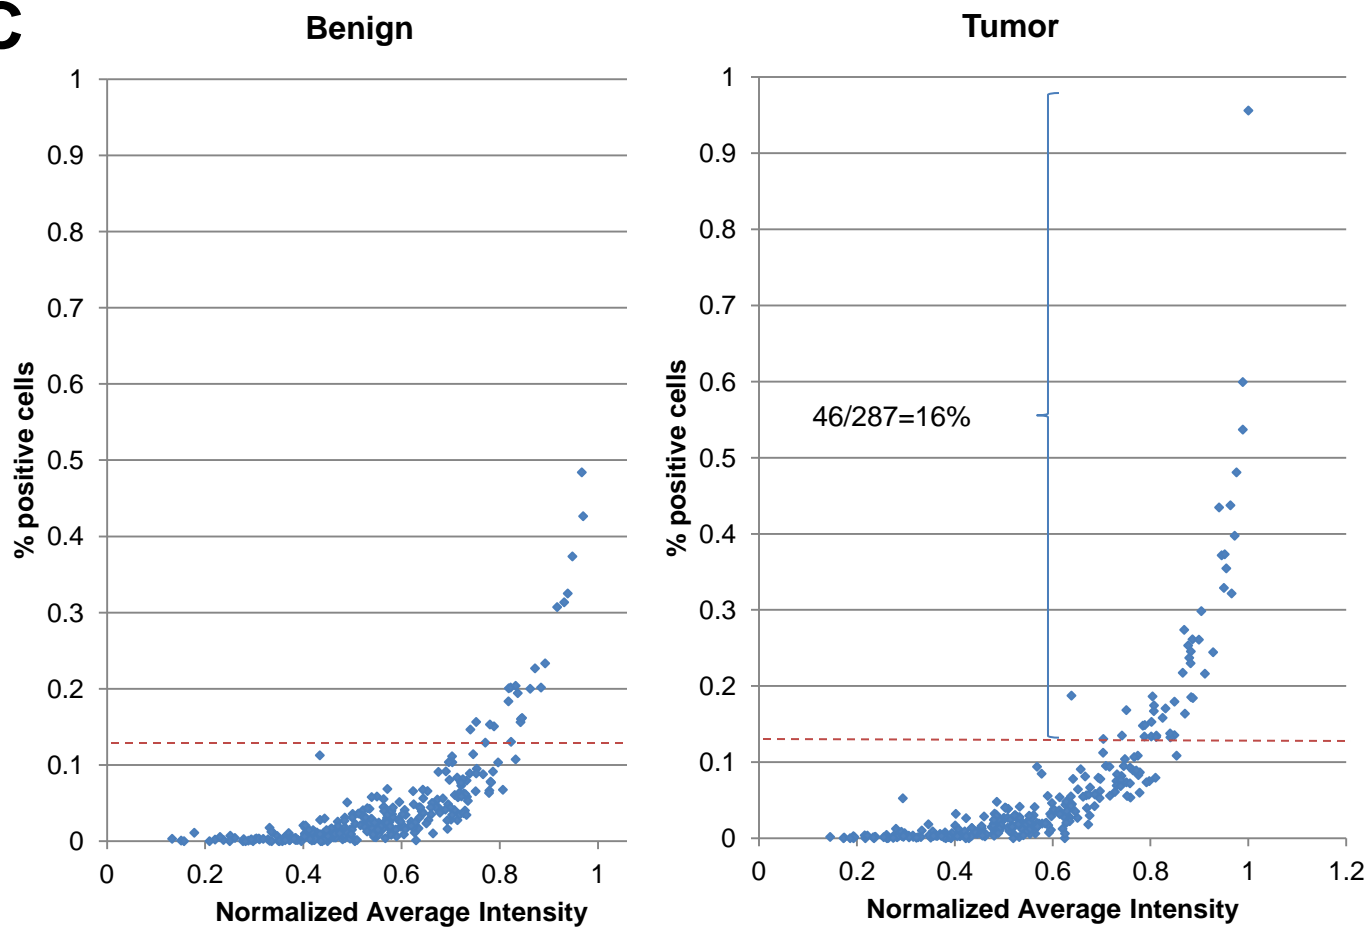 C
Benign
Tumor
% positive cells
1
0.9
0.8
0.7
0.6
0.5
0.4
0.3
0.2
0.1
0
0 0.2 0.4 0.6 0.8 1
Normalized Average Intensity
% positive cells
1
0.9
0.8
0.7
0.6
0.5
0.4
0.3
0.2
0.1
0
46/287=16%
0 0.2 0.4 0.6 0.8 1 1.2
Normalized Average Intensity